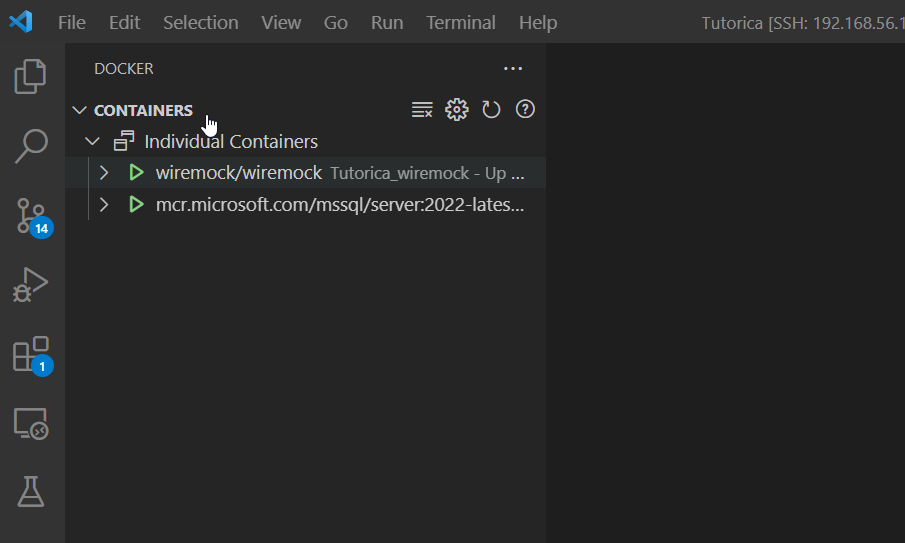 File Edit Selection View Go Run Terminal Help Tutorica [SSH: 192.168.56.1
DOCKER ...
CONTAINERS
Individual Containers
wiremock/wiremock Tutorica_wiremock - Up ...
mcr.microsoft.com/mssql/server:2022-lates...
14
1